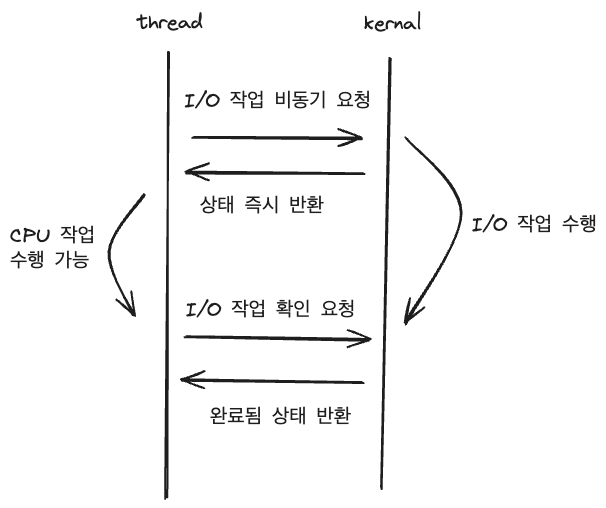 thread
kernal
I/O 작업 비동기 요청
상태 즉시 반환
CPU 작업
수행 가능
I/O 작업 수행
I/O 작업 확인 요청
완료됨 상태 반환